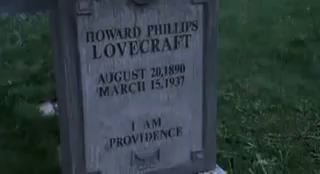 HOWARD PHILLIPS
LOVECRAFT
AUGUST 20,1890
MARCH 15,1937
I AM
PROVIDENCE